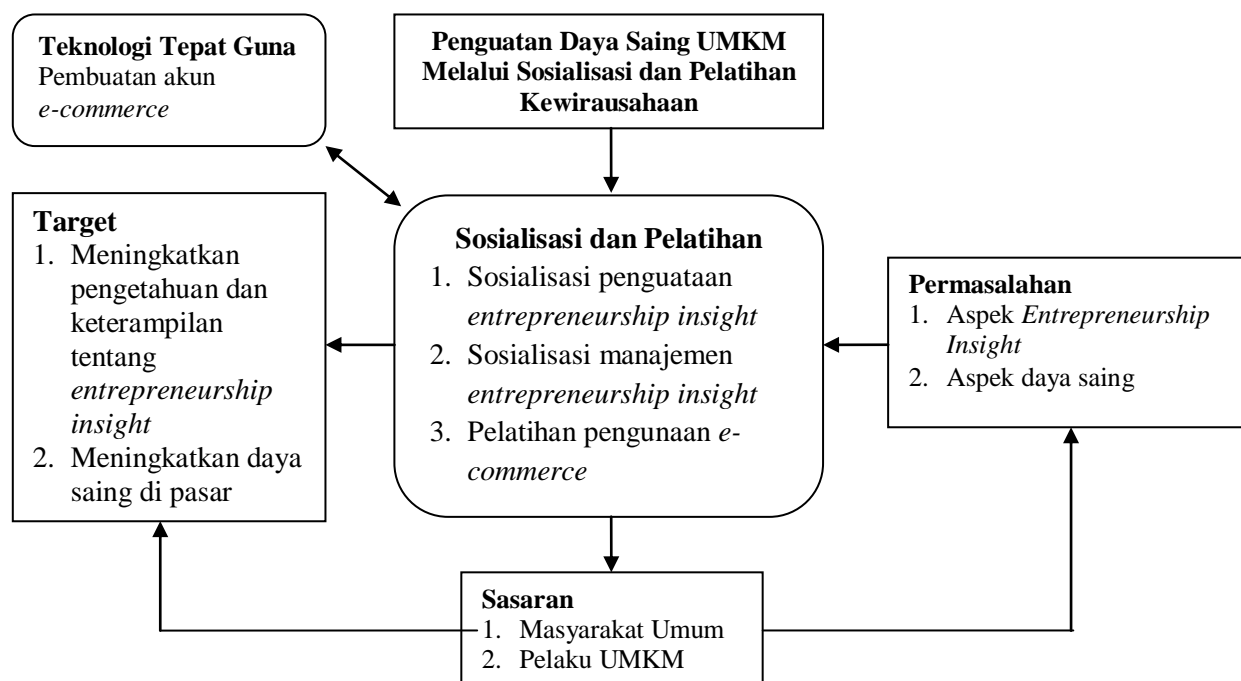 Teknologi Tepat Guna
Pembuatan akun
e-commerce
Penguatan Daya Saing UMKM
Melalui Sosialisasi dan Pelatihan
Kewirausahaan
Target
1. Meningkatkan
pengetahuan dan
keterampilan
tentang
entrepreneurship
insight
2. Meningkatkan daya
saing di pasar
Sosialisasi dan Pelatihan
1. Sosialisasi penguataan
entrepreneurship insight
2. Sosialisasi manajemen
entrepreneurship insight
3. Pelatihan pengunaan e-
commerce
Permasalahan
1. Aspek Entrepreneurship
Insight
2. Aspek daya saing
Sasaran
1. Masyarakat Umum
2. Pelaku UMKM